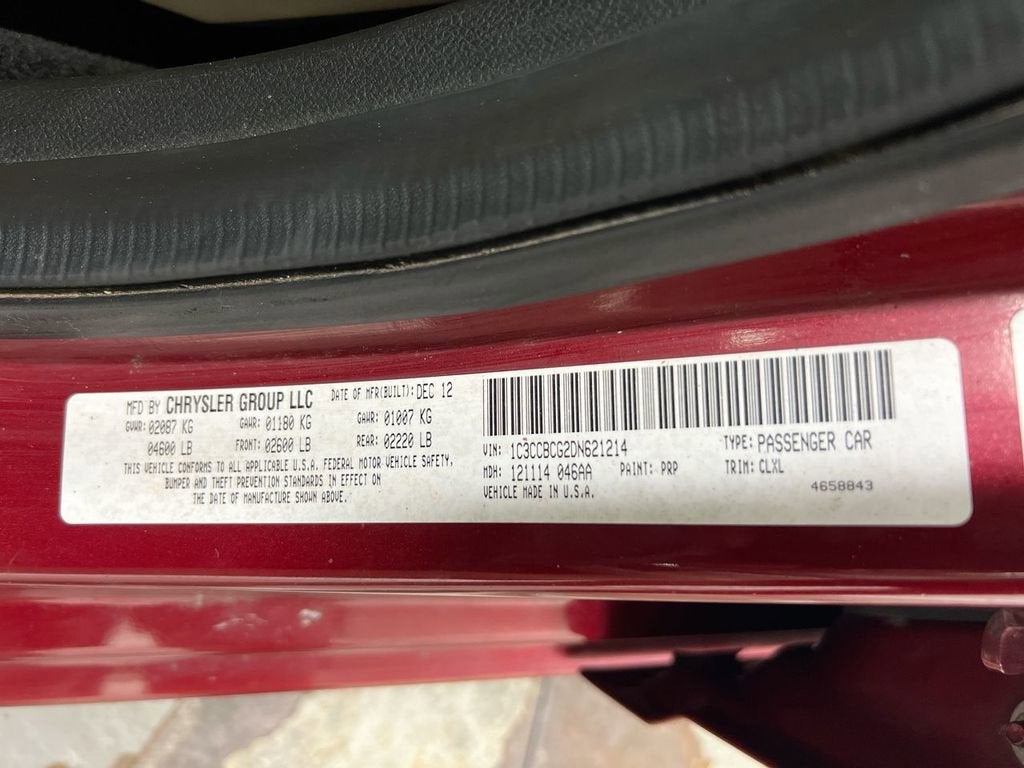 MFD BY CHRYSLER GROUP LLC DATE OF MFR(BUILT): DEC 12
GVWR: 02087 KG GAWR: 01180 KG GAWR: 01007 KG
04600 LB FRONT: 02600 LB REAR: 02220 LB
THIS VEHICLE CONFORMS TO ALL APPLICABLE U.S.A. FEDERAL MOTOR VEHICLE SAFETY,
BUMPER AND THEFT PREVENTION STANDARDS IN EFFECT ON
THE DATE OF MANUFACTURE SHOWN ABOVE.
VIN: 1C3CCBCG2DN621214 TYPE: PASSENGER CAR
MDH: 121114 046AA PAINT: PRP TRIM: CLXL
VEHICLE MADE IN U.S.A. 4658843